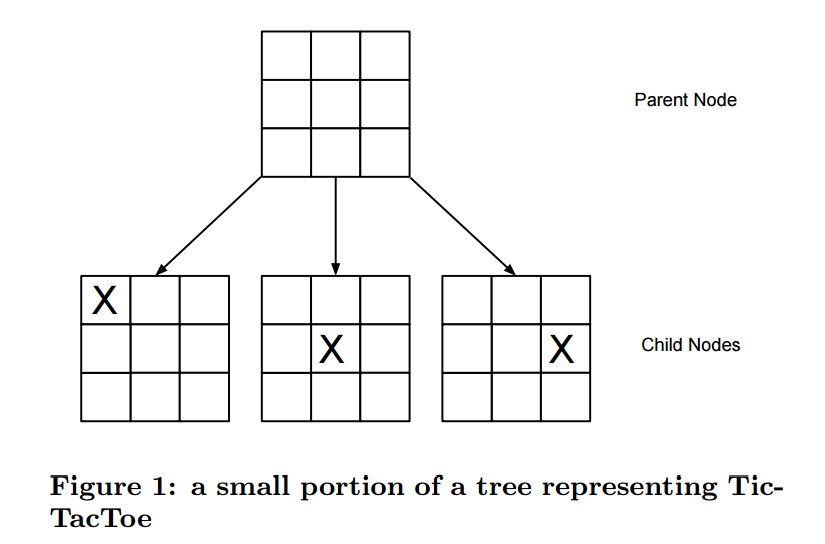 Parent Node
X
X
X
Child Nodes
Figure 1: a small portion of a tree representing Tic-
TacToe